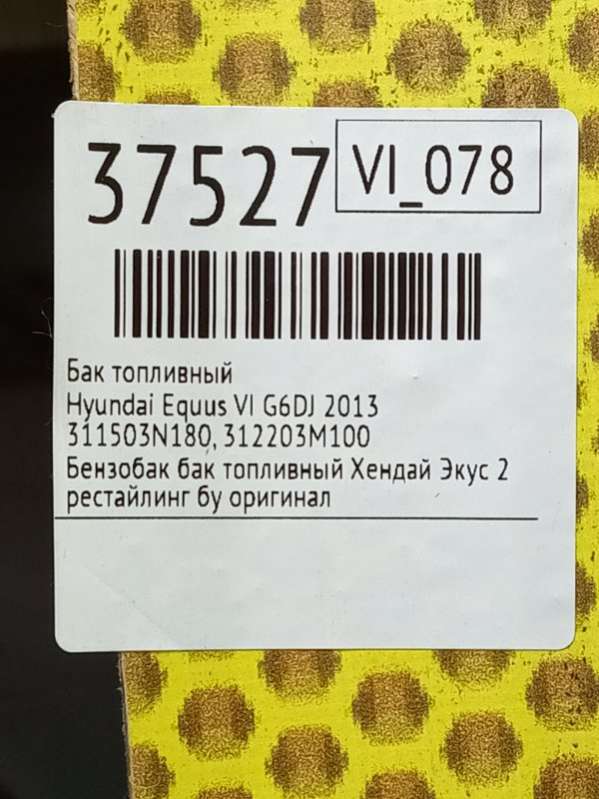 37527
VI_078
Бак топливный
Hyundai Equus VI G6DJ 2013
311503N180, 312203M100
Бензобак бак топливный Хендай Экус 2
рестайлинг бу оригинал